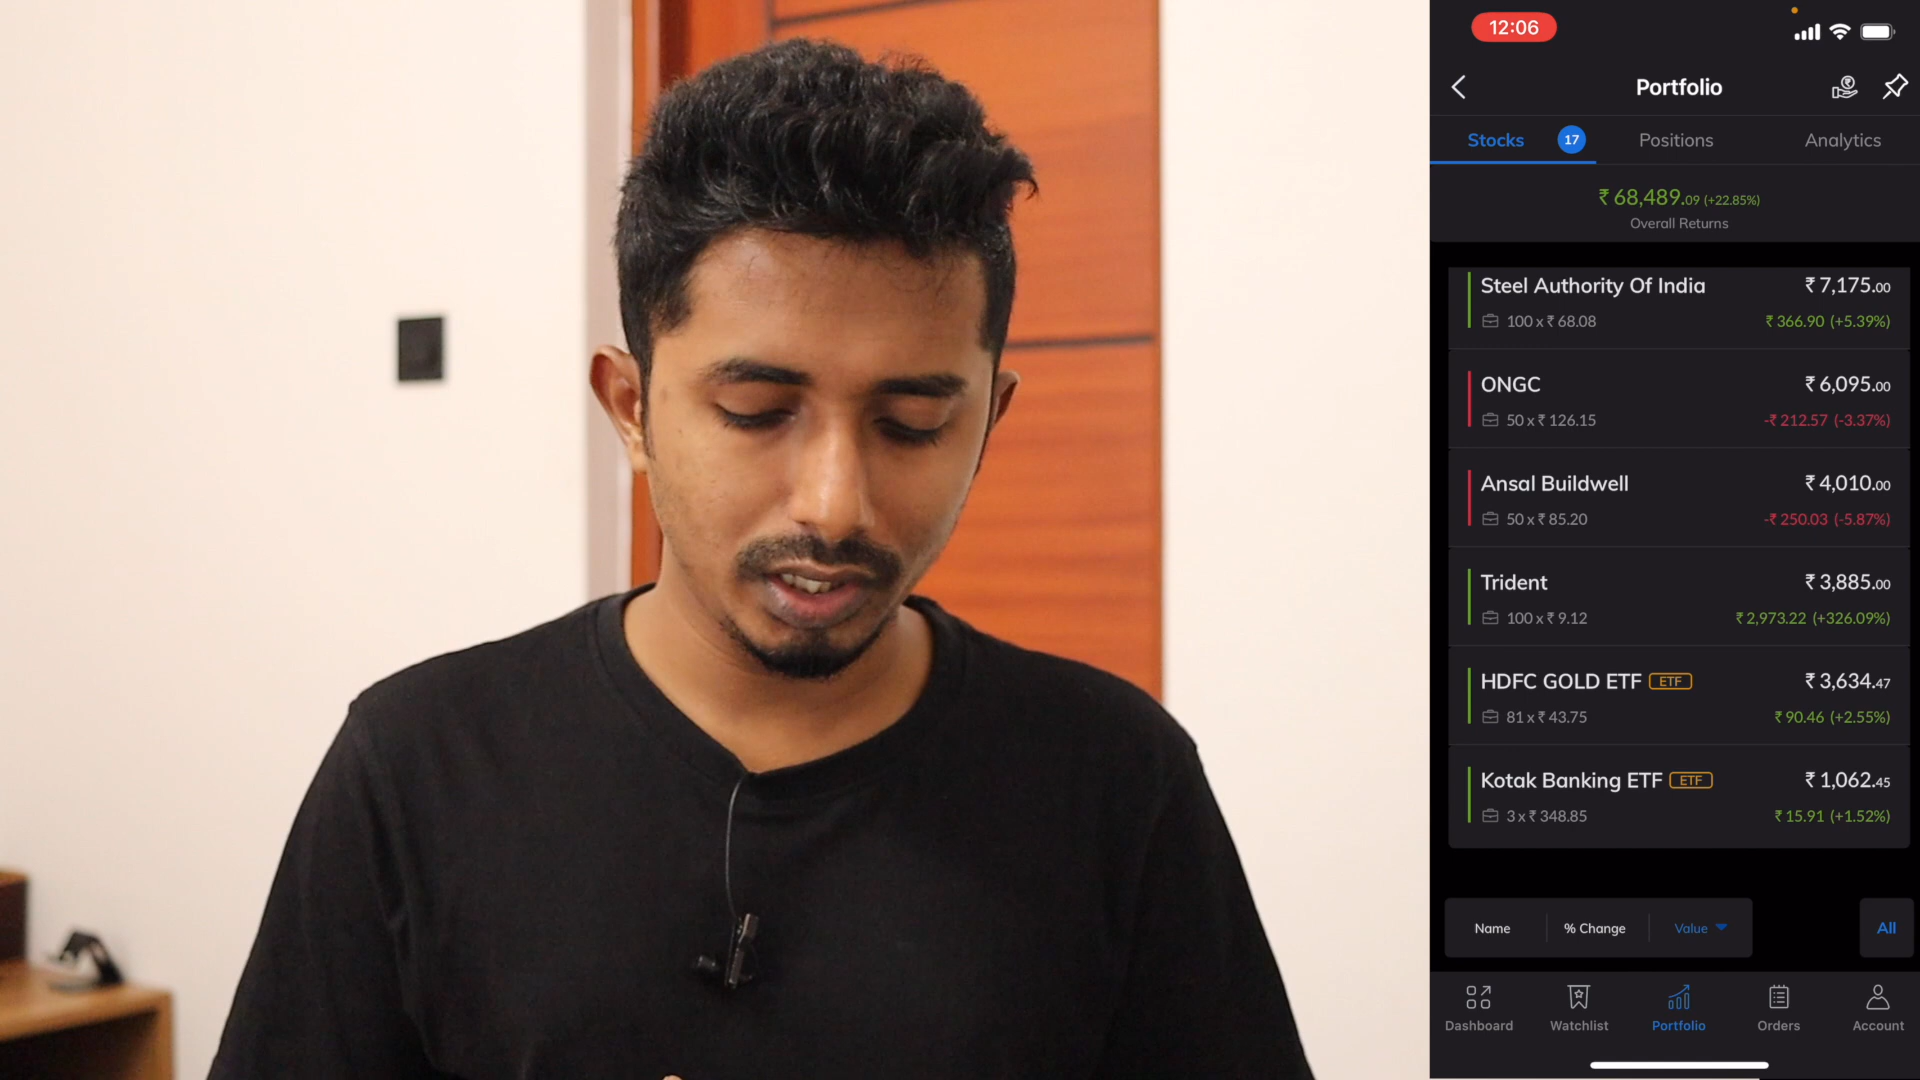 12:06
Portfolio
Stocks 17 Positions Analytics
₹ 68,489.09 (+22.85%)
Overall Returns
Steel Authority Of India ₹ 7,175.00
100 x ₹ 68.08 ₹ 366.90 (+5.39%)
ONGC ₹ 6,095.00
50 x ₹ 126.15 -₹ 212.57 (-3.37%)
Ansal Buildwell ₹ 4,010.00
50 x ₹ 85.20 -₹ 250.03 (-5.87%)
Trident ₹ 3,885.00
100 x ₹ 9.12 ₹ 2,973.22 (+326.09%)
HDFC GOLD ETF ETF ₹ 3,634.47
81 x ₹ 43.75 ₹ 90.46 (+2.55%)
Kotak Banking ETF ETF ₹ 1,062.45
3 x ₹ 348.85 ₹ 15.91 (+1.52%)
Name % Change Value All
Dashboard Watchlist Portfolio Orders Account